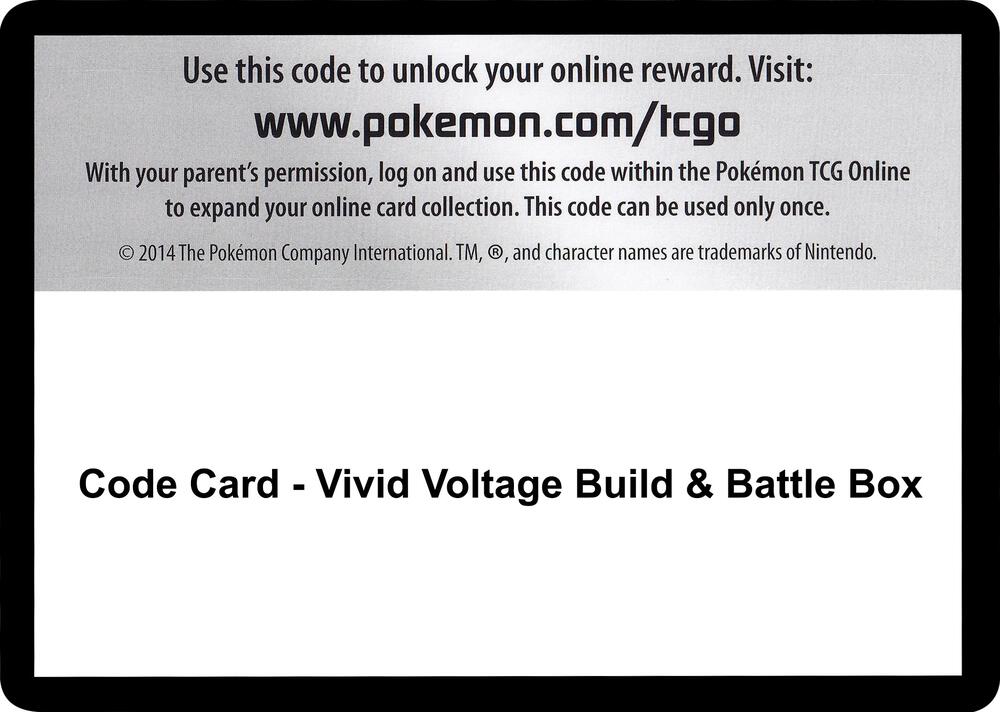 Use this code to unlock your online reward. Visit:
www.pokemon.com/tcgo
With your parent's permission, log on and use this code within the Pokémon TCG Online
to expand your online card collection. This code can be used only once.
© 2014 The Pokémon Company International. TM, ®, and character names are trademarks of Nintendo.
Code Card - Vivid Voltage Build & Battle Box